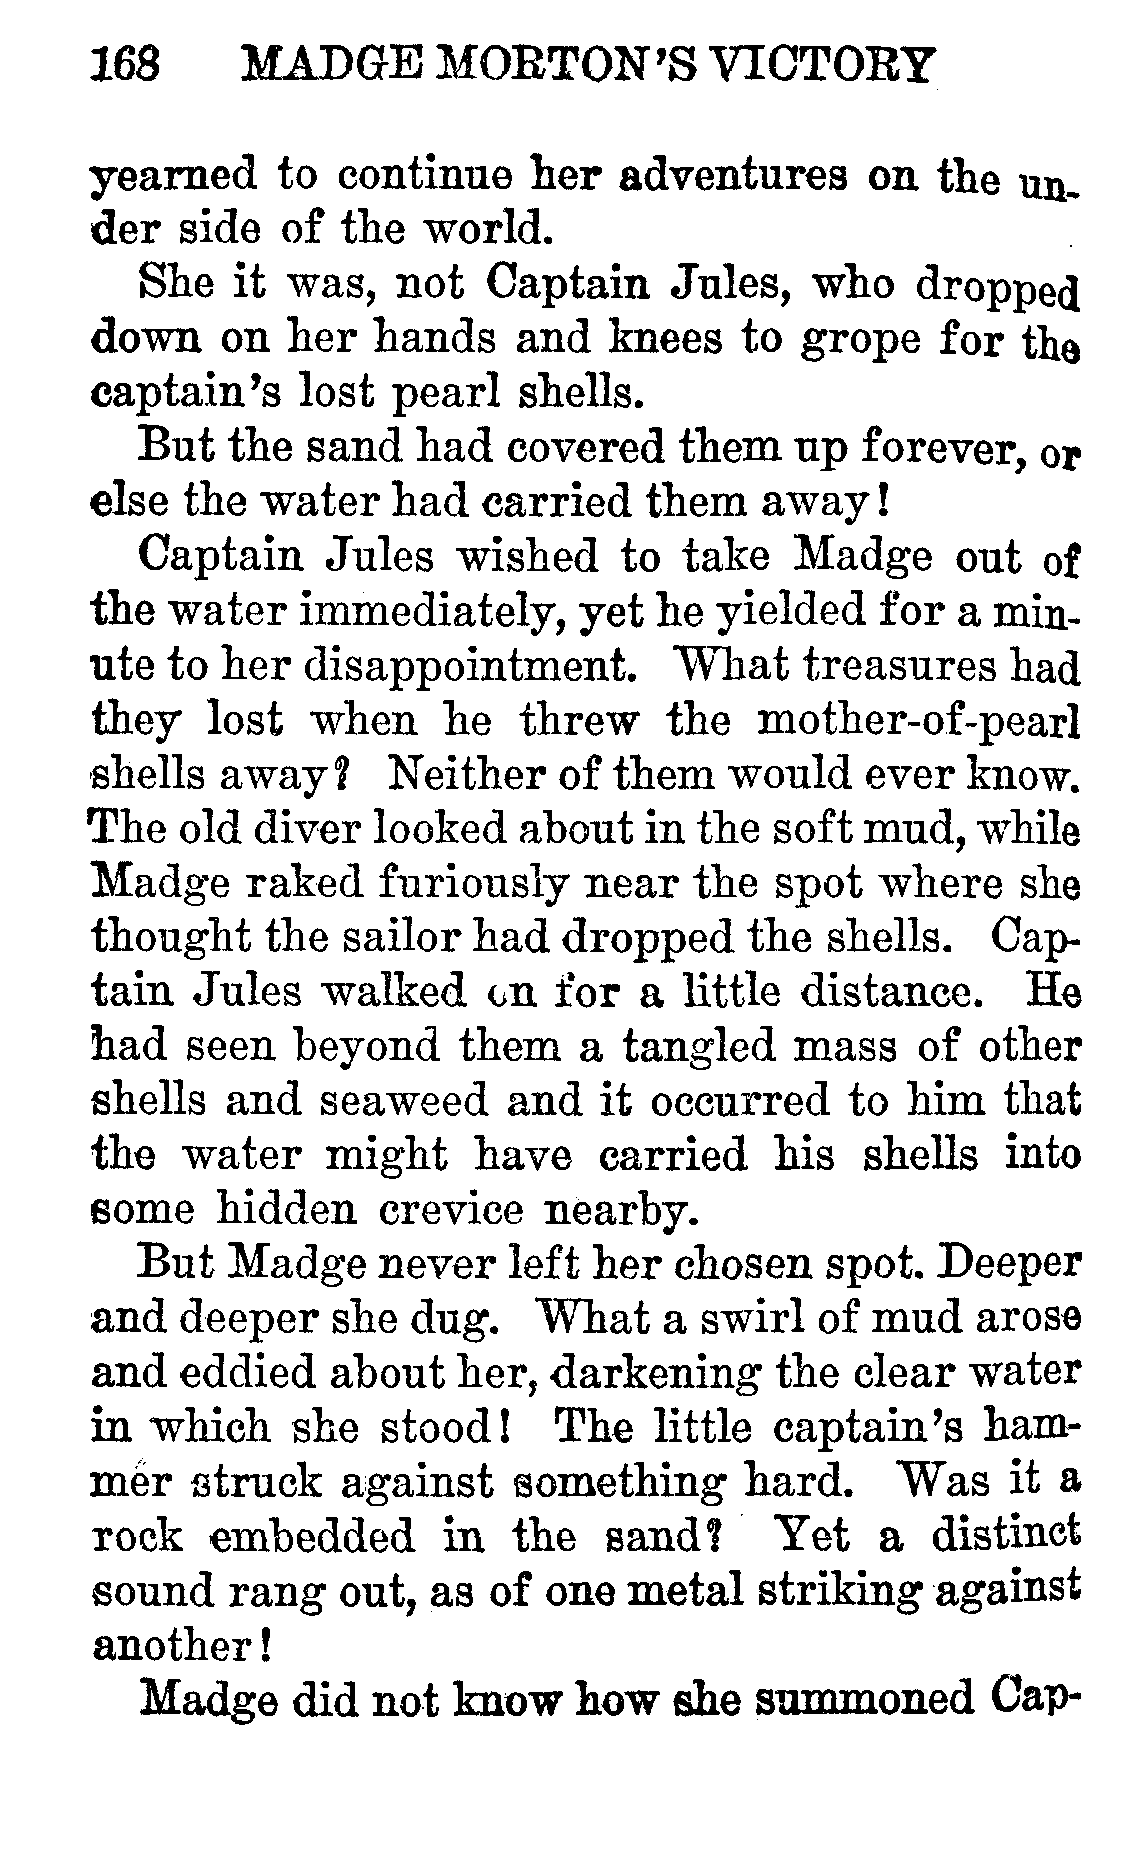 168 MADGE MORTON'S VICTORY
yearned to continue her adventures on the un-
der side of the world.
She it was, not Captain Jules, who dropped
down on her hands and knees to grope for the
captain's lost pearl shells.
But the sand had covered them up forever, or
else the water had carried them away!
Captain Jules wished to take Madge out of
the water immediately, yet he yielded for a min-
ute to her disappointment. What treasures had
they lost when he threw the mother-of-pearl
shells away? Neither of them would ever know.
The old diver looked about in the soft mud, while
Madge raked furiously near the spot where she
thought the sailor had dropped the shells. Cap-
tain Jules walked on for a little distance. He
had seen beyond them a tangled mass of other
shells and seaweed and it occurred to him that
the water might have carried his shells into
some hidden crevice nearby.
But Madge never left her chosen spot. Deeper
and deeper she dug. What a swirl of mud arose
and eddied about her, darkening the clear water
in which she stood! The little captain's ham-
mer struck against something hard. Was it a
rock embedded in the sand? Yet a distinct
sound rang out, as of one metal striking against
another!
Madge did not know how she summoned Cap-